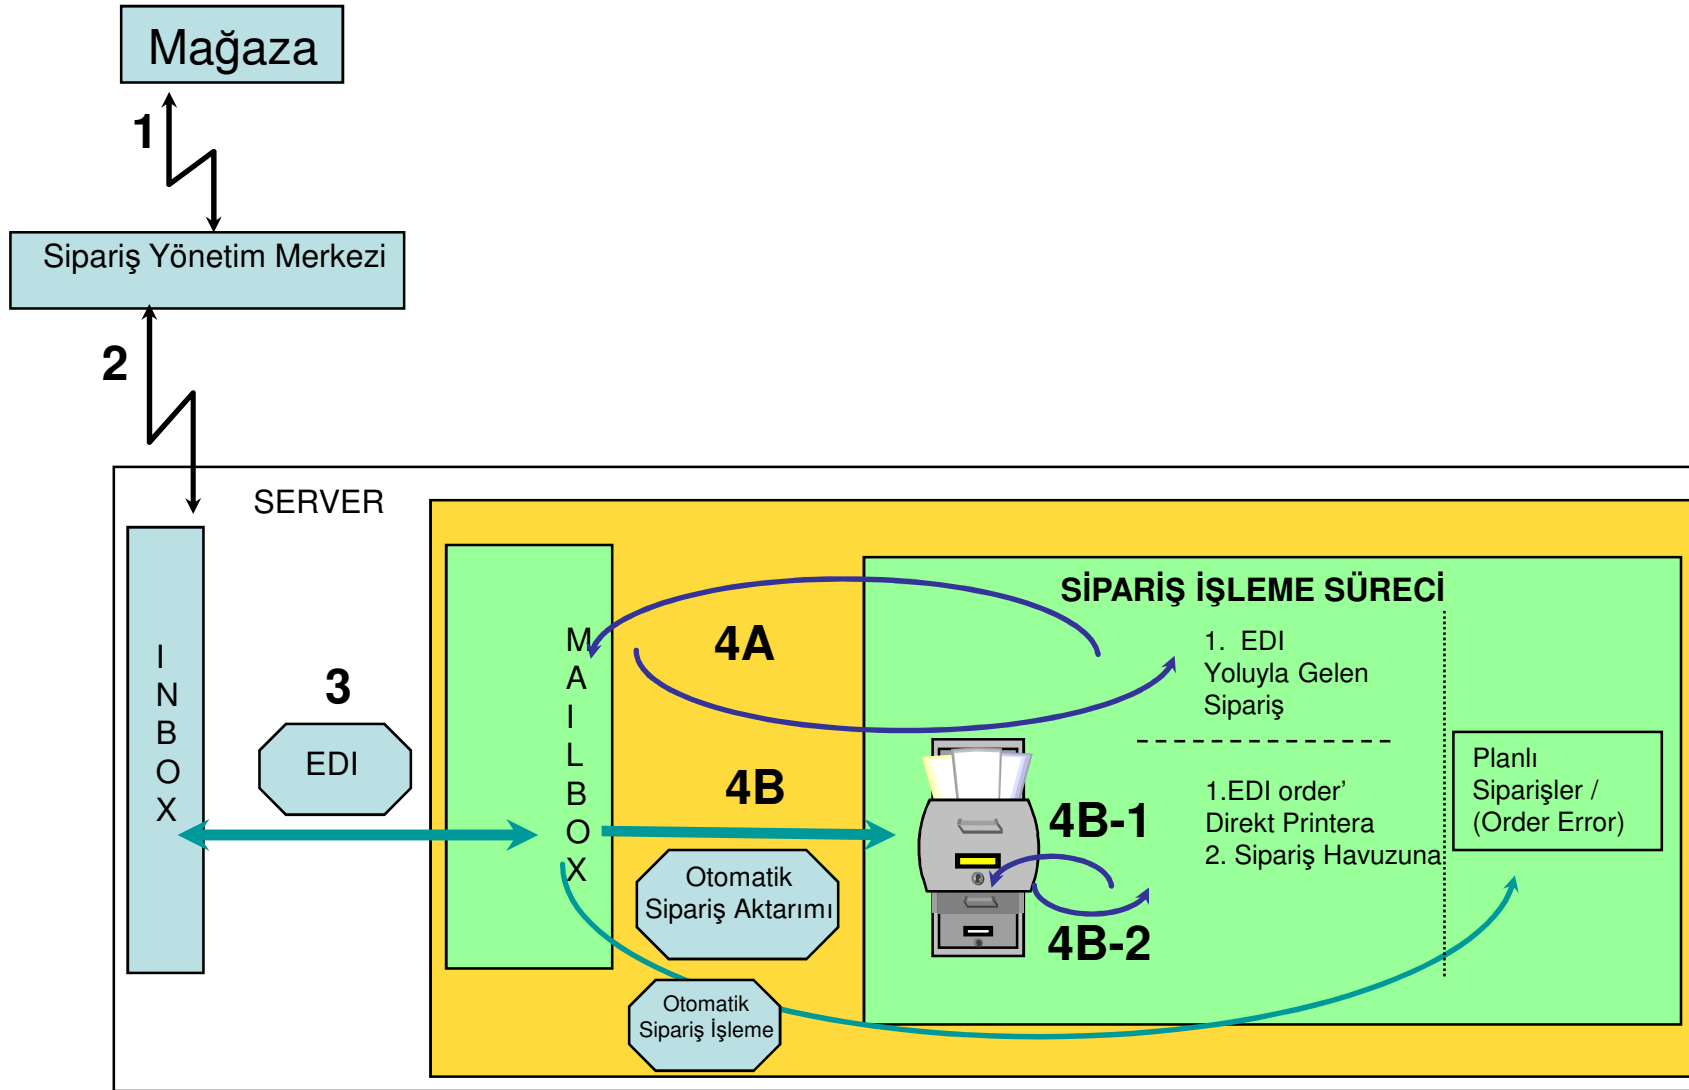 Mağaza
1
Sipariş Yönetim Merkezi
2
SERVER
INBOX
3
EDI
MAILBOX
4A
4B
Otomatik
Sipariş Aktarımı
Otomatik
Sipariş İşleme
SİPARİŞ İŞLEME SÜRECİ
1. EDI
Yoluyla Gelen
Sipariş
4B-1
4B-2
1.EDI order'
Direkt Printera
2. Sipariş Havuzuna
Planlı
Siparişler /
(Order Error)